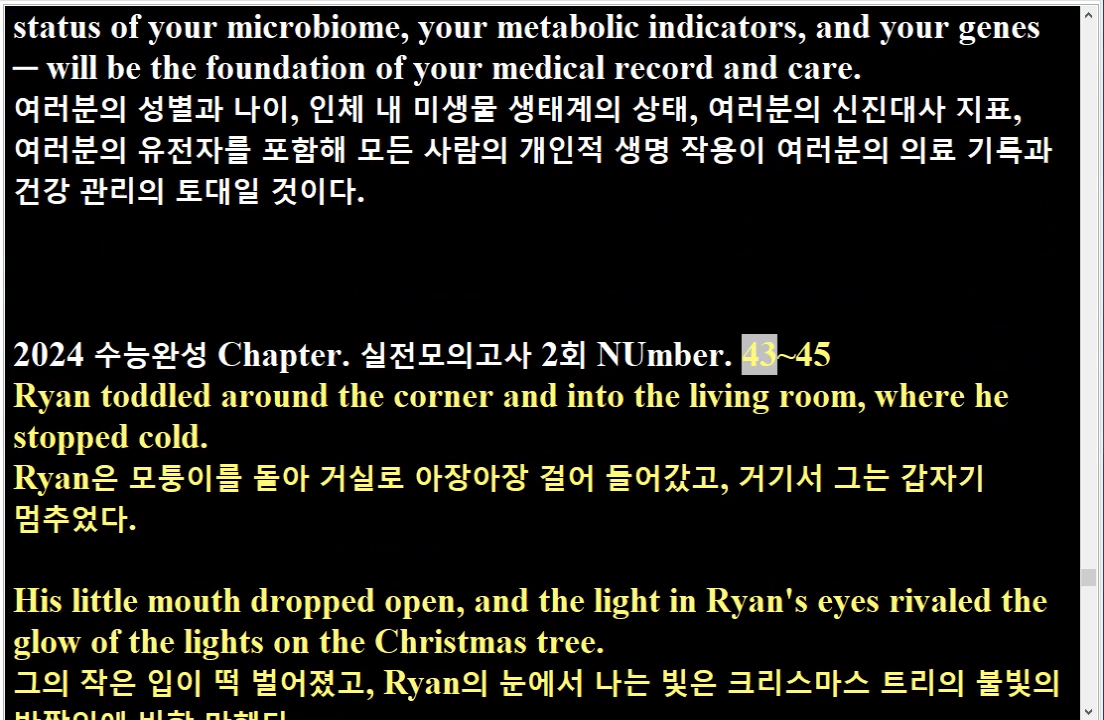 status of your microbiome, your metabolic indicators, and your genes
— will be the foundation of your medical record and care.
여러분의 성별과 나이, 인체 내 미생물 생태계의 상태, 여러분의 신진대사 지표,
여러분의 유전자를 포함해 모든 사람의 개인적 생명 작용이 여러분의 의료 기록과
건강 관리의 토대일 것이다.
2024 수능완성 Chapter. 실전모의고사 2회 NUmber. 43~45
Ryan toddled around the corner and into the living room, where he
stopped cold.
Ryan은 모퉁이를 돌아 거실로 아장아장 걸어 들어갔고, 거기서 그는 갑자기
멈추었다.
His little mouth dropped open, and the light in Ryan's eyes rivaled the
glow of the lights on the Christmas tree.
그의 작은 입이 떡 벌어졌고, Ryan의 눈에서 나는 빛은 크리스마스 트리의 불빛의